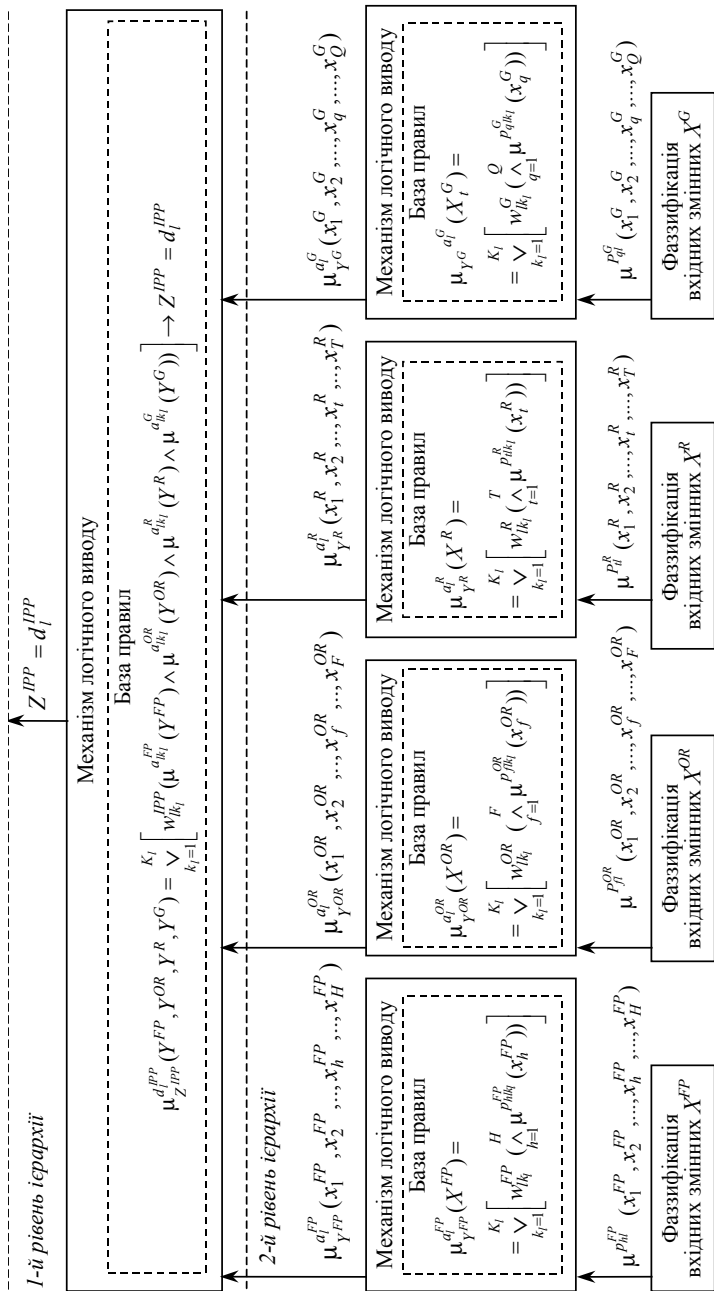 Z^{IPP} = d_l^{IPP}
1-й рівень ієрархії
Механізм логічного виводу
База правил
μ_{Z^{IPP}}^{d_l^{IPP}}(Y^{FP}, Y^{OR}, Y^R, Y^G) = ∨_{k_l=1}^{K_l} [w_{lk_l}^{IPP}(μ^{a_{lk_l}^{FP}}(Y^{FP}) ∧ μ^{a_{lk_l}^{OR}}(Y^{OR}) ∧ μ^{a_{lk_l}^R}(Y^R) ∧ μ^{a_{lk_l}^G}(Y^G))] → Z^{IPP} = d_l^{IPP}
2-й рівень ієрархії
μ_{Y^{FP}}^{a_l^{FP}}(x_1^{FP}, x_2^{FP},..., x_h^{FP},..., x_H^{FP})
Механізм логічного виводу
База правил
μ_{Y^{FP}}^{a_l^{FP}}(X^{FP}) =
= ∨_{k_l=1}^{K_l} [w_{lk_l}^{FP}(∧_{h=1}^{H} μ^{P_{hlk_l}^{FP}}(x_h^{FP}))]
μ^{P_{hl}^{FP}}(x_1^{FP}, x_2^{FP},..., x_h^{FP},..., x_H^{FP})
Фаззифікація
вхідних змінних X^{FP}
μ_{Y^{OR}}^{a_l^{OR}}(x_1^{OR}, x_2^{OR},..., x_f^{OR},..., x_F^{OR})
Механізм логічного виводу
База правил
μ_{Y^{OR}}^{a_l^{OR}}(X^{OR}) =
= ∨_{k_l=1}^{K_l} [w_{lk_l}^{OR}(∧_{f=1}^{F} μ^{P_{flk_l}^{OR}}(x_f^{OR}))]
μ^{P_{fl}^{OR}}(x_1^{OR}, x_2^{OR},..., x_f^{OR},..., x_F^{OR})
Фаззифікація
вхідних змінних X^{OR}
μ_{Y^R}^{a_l^R}(x_1^R, x_2^R,..., x_t^R,..., x_T^R)
Механізм логічного виводу
База правил
μ_{Y^R}^{a_l^R}(X^R) =
= ∨_{k_l=1}^{K_l} [w_{lk_l}^R(∧_{t=1}^{T} μ^{P_{tlk_l}^R}(x_t^R))]
μ^{P_{tl}^R}(x_1^R, x_2^R,..., x_t^R,..., x_T^R)
Фаззифікація
вхідних змінних X^R
μ_{Y^G}^{a_l^G}(x_1^G, x_2^G,..., x_q^G,..., x_Q^G)
Механізм логічного виводу
База правил
μ_{Y^G}^{a_l^G}(X_t^G) =
= ∨_{k_l=1}^{K_l} [w_{lk_l}^G(∧_{q=1}^{Q} μ^{P_{qlk_l}^G}(x_q^G))]
μ^{P_{ql}^G}(x_1^G, x_2^G,..., x_q^G,..., x_Q^G)
Фаззифікація
вхідних змінних X^G